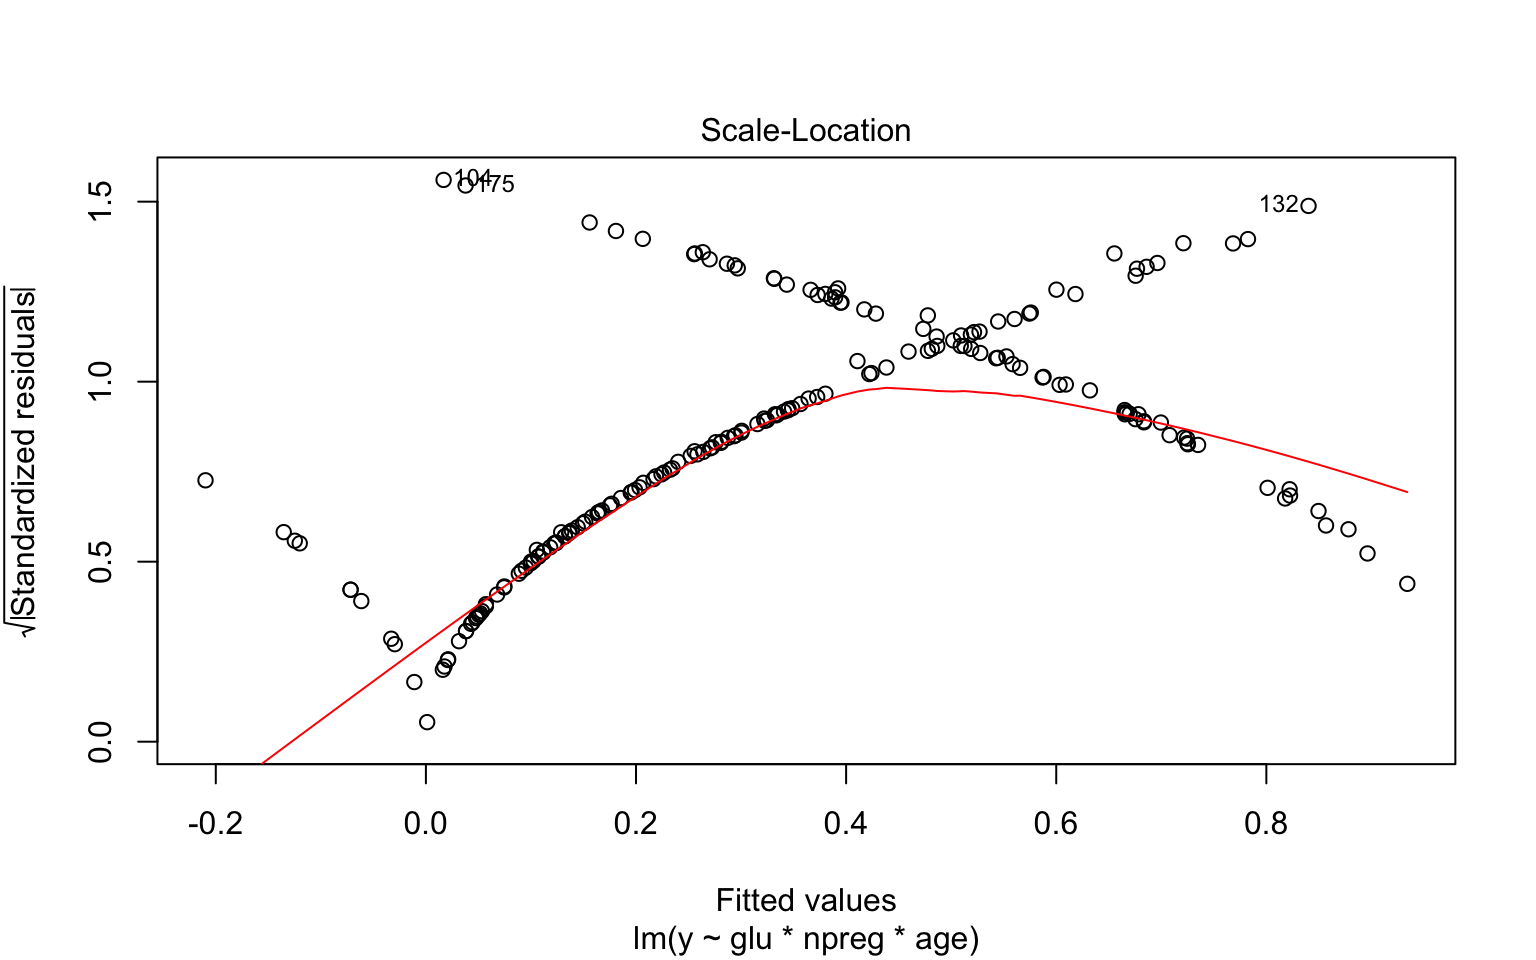 Scale-Location
√|Standardized residuals|
1.5
1.0
0.5
0.0
104
175
132
-0.2 0.0 0.2 0.4 0.6 0.8
Fitted values
lm(y ~ glu * npreg * age)